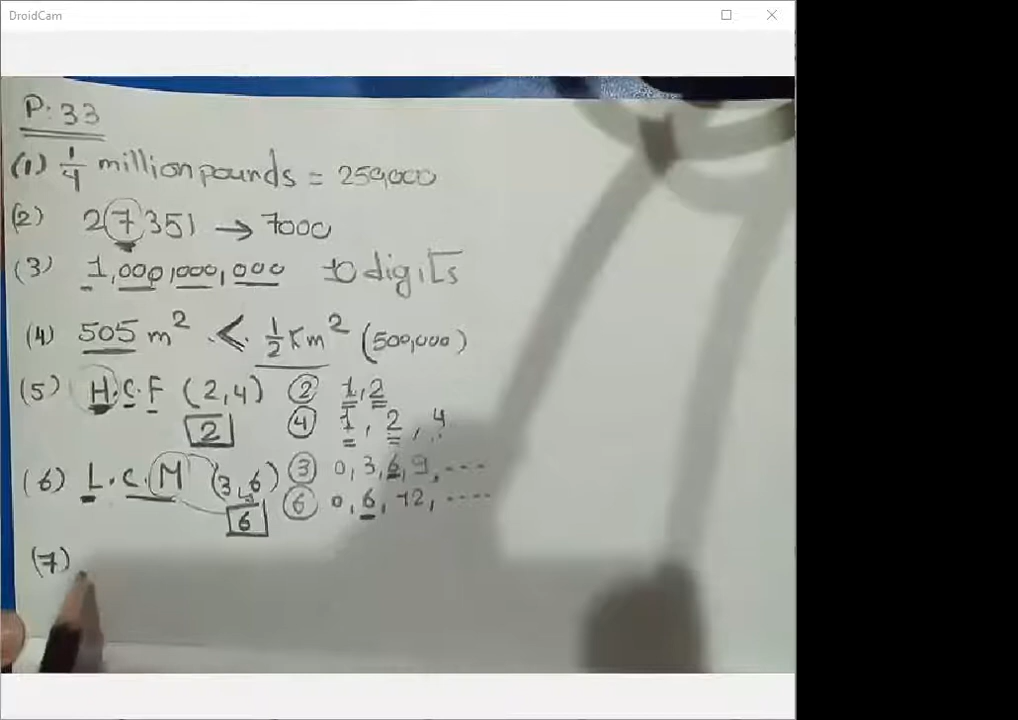 DroidCam
P. 33
(1) 1/4 million pounds = 250,000
(2) 27351 → 7000
(3) 1,000,000,000 10 digits
(4) 505 m² < 1/2 Km² (500,000)
(5) H.C.F (2,4) ② 1,2
2 ④ 1, 2, 4
(6) L.C.M (3,6) ③ 0, 3, 6, 9, ----
6 ⑥ 0, 6, 12, ----
(7)